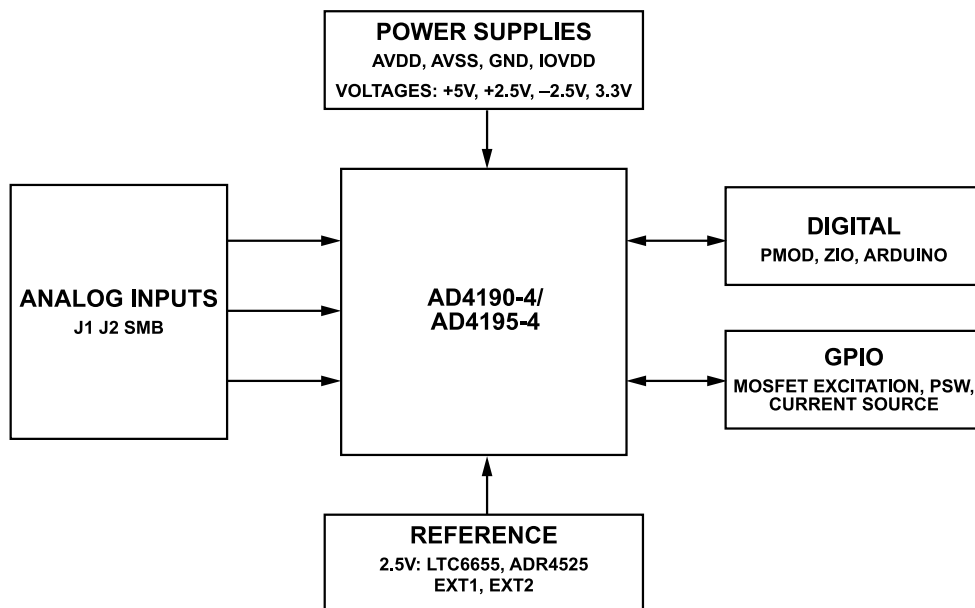 POWER SUPPLIES
AVDD, AVSS, GND, IOVDD
VOLTAGES: +5V, +2.5V, –2.5V, 3.3V
ANALOG INPUTS
J1 J2 SMB
AD4190-4/
AD4195-4
DIGITAL
PMOD, ZIO, ARDUINO
GPIO
MOSFET EXCITATION, PSW,
CURRENT SOURCE
REFERENCE
2.5V: LTC6655, ADR4525
EXT1, EXT2